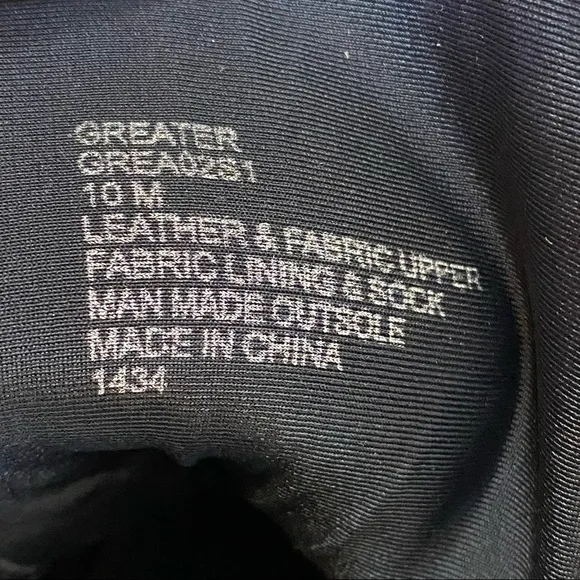 GREATER
GREA02S1
10 M
LEATHER & FABRIC UPPER
FABRIC LINING & SOCK
MAN MADE OUTSOLE
MADE IN CHINA
1434